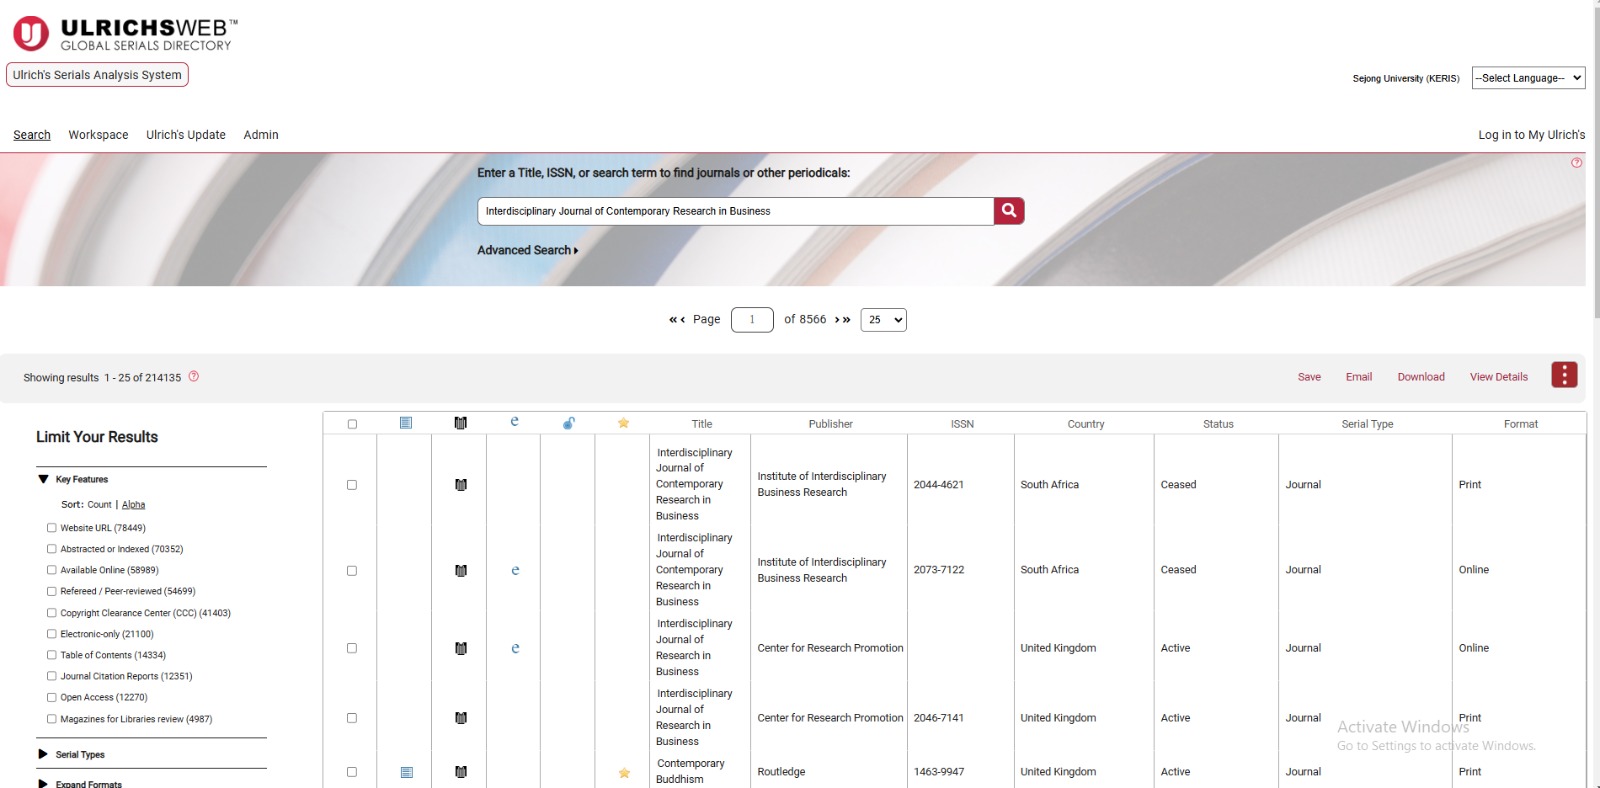 ULRICHSWEB™
GLOBAL SERIALS DIRECTORY
Ulrich's Serials Analysis System
Sejong University (KERIS)
--Select Language--
Search Workspace Ulrich's Update Admin
Log in to My Ulrich's
Enter a Title, ISSN, or search term to find journals or other periodicals:
Interdisciplinary Journal of Contemporary Research in Business
Advanced Search
Page 1 of 8566 25
Showing results 1 - 25 of 214135
Save Email Download View Details
Limit Your Results
Key Features
Sort: Count | Alpha
Website URL (78449)
Abstracted or Indexed (70352)
Available Online (58989)
Refereed / Peer-reviewed (54699)
Copyright Clearance Center (CCC) (41403)
Electronic-only (21100)
Table of Contents (14334)
Journal Citation Reports (12351)
Open Access (12270)
Magazines for Libraries review (4987)
Serial Types
Expand Formats
Title Publisher ISSN Country Status Serial Type Format
Interdisciplinary
Journal of
Contemporary
Research in
Business
Institute of Interdisciplinary
Business Research
2044-4621 South Africa Ceased Journal Print
Interdisciplinary
Journal of
Contemporary
Research in
Business
Institute of Interdisciplinary
Business Research
2073-7122 South Africa Ceased Journal Online
Interdisciplinary
Journal of
Research in
Business
Center for Research Promotion United Kingdom Active Journal Online
Interdisciplinary
Journal of
Research in
Business
Center for Research Promotion 2046-7141 United Kingdom Active Journal Print
Contemporary
Buddhism
Routledge 1463-9947 United Kingdom Active Journal Print
Activate Windows
Go to Settings to activate Windows.